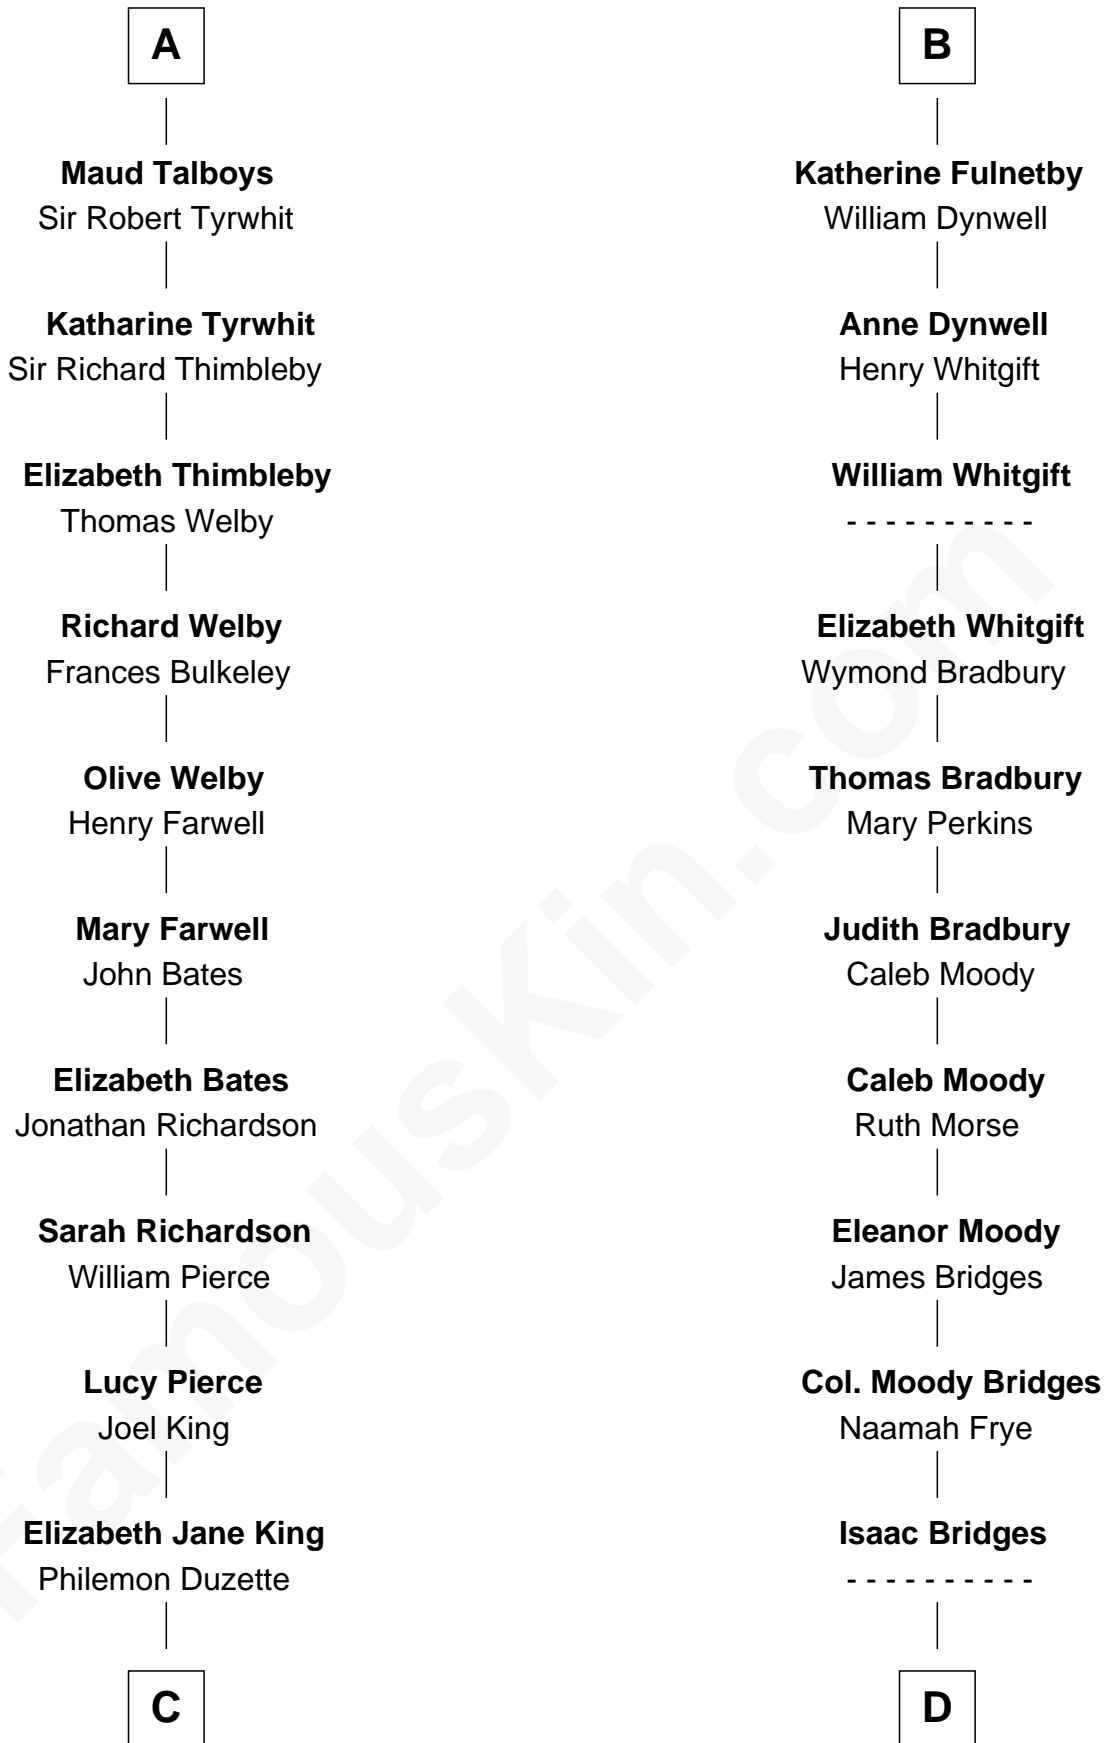 A
Maud Talboys
Sir Robert Tyrwhit
Katharine Tyrwhit
Sir Richard Thimbleby
Elizabeth Thimbleby
Thomas Welby
Richard Welby
Frances Bulkeley
Olive Welby
Henry Farwell
Mary Farwell
John Bates
Elizabeth Bates
Jonathan Richardson
Sarah Richardson
William Pierce
Lucy Pierce
Joel King
Elizabeth Jane King
Philemon Duzette
C
B
Katherine Fulnetby
William Dynwell
Anne Dynwell
Henry Whitgift
William Whitgift
- - - - - - - - - -
Elizabeth Whitgift
Wymond Bradbury
Thomas Bradbury
Mary Perkins
Judith Bradbury
Caleb Moody
Caleb Moody
Ruth Morse
Eleanor Moody
James Bridges
Col. Moody Bridges
Naamah Frye
Isaac Bridges
- - - - - - - - - -
D
FamousKin.com